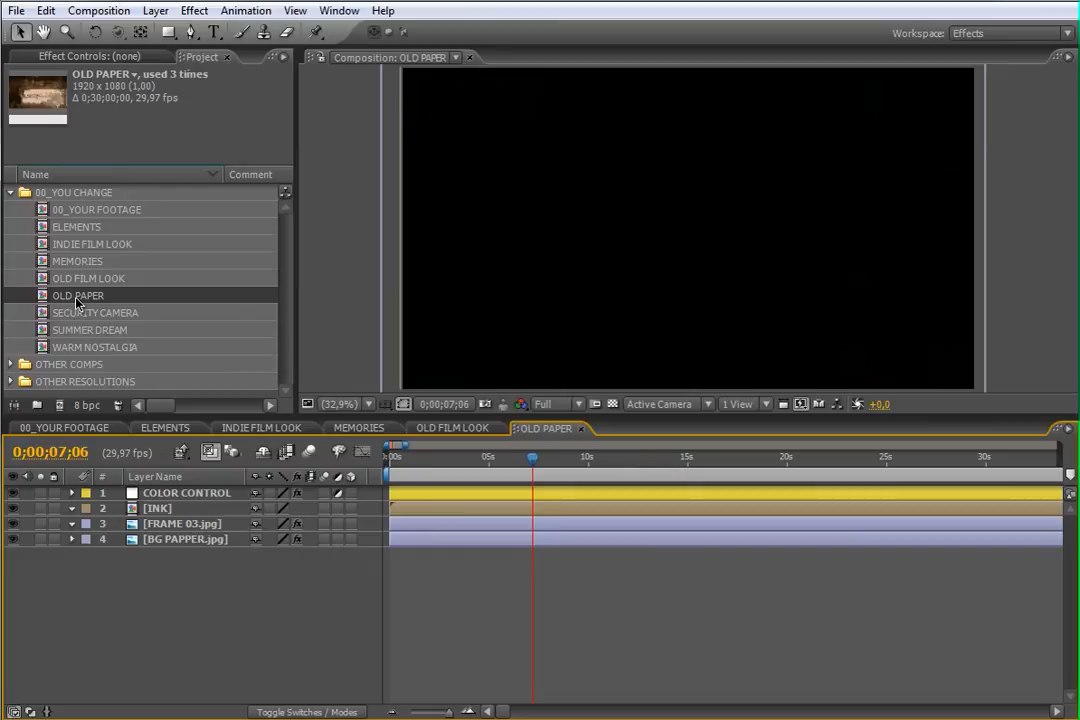 File Edit Composition Layer Effect Animation View Window Help
Workspace: Effects
Effect Controls: (none) Project
Composition: OLD PAPER
OLD PAPER, used 3 times
1920 x 1080 (1,00)
Δ 0;30;00;00, 29,97 fps
Name Comment
00_YOU CHANGE
00_YOUR FOOTAGE
ELEMENTS
INDIE FILM LOOK
MEMORIES
OLD FILM LOOK
OLD PAPER
SECURITY CAMERA
SUMMER DREAM
WARM NOSTALGIA
OTHER COMPS
OTHER RESOLUTIONS
8 bpc
(32,9%) 0;00;07;06 Full Active Camera 1 View +0,0
00_YOUR FOOTAGE ELEMENTS INDIE FILM LOOK MEMORIES OLD FILM LOOK OLD PAPER
0;00;07;06 (29,97 fps)
0:00s 05s 10s 15s 20s 25s 30s
# Layer Name
1 COLOR CONTROL
2 [INK]
3 [FRAME 03.jpg]
4 [BG PAPPER.jpg]
Toggle Switches / Modes